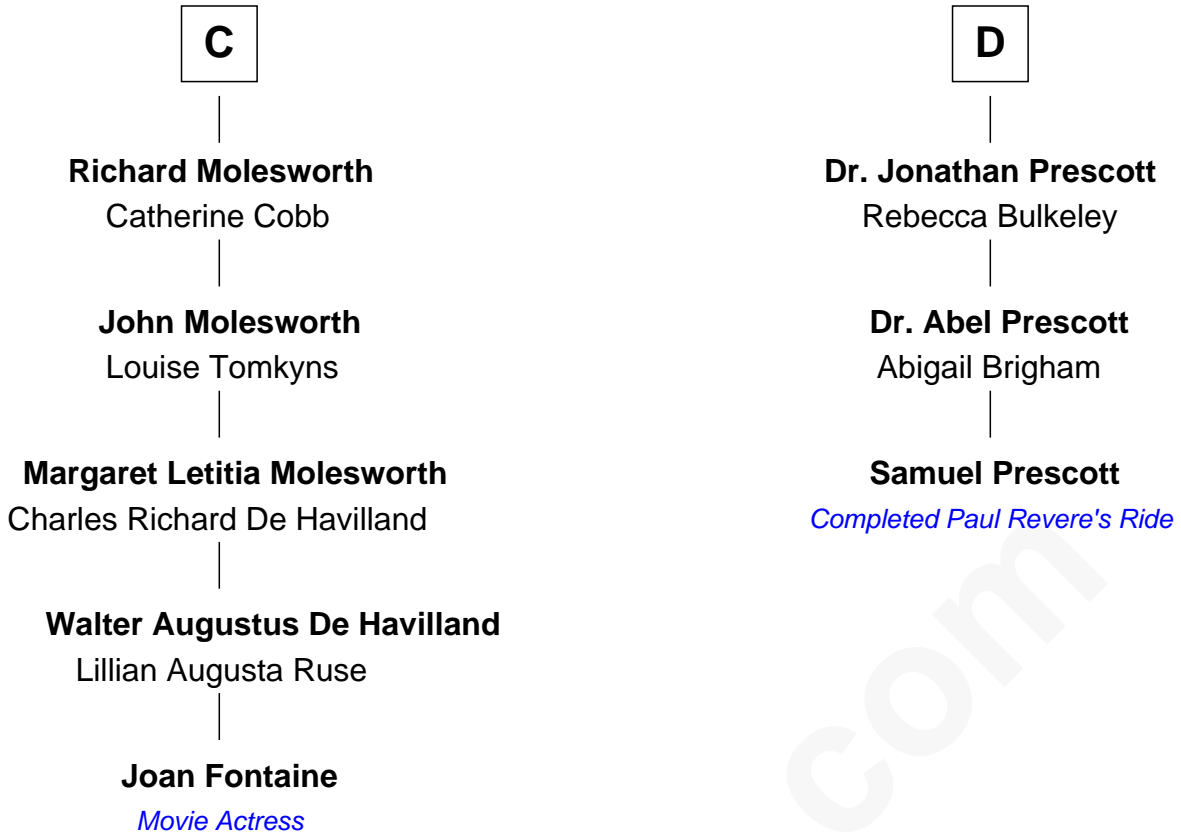 C
Richard Molesworth
Catherine Cobb
John Molesworth
Louise Tomkyns
Margaret Letitia Molesworth
Charles Richard De Havilland
Walter Augustus De Havilland
Lillian Augusta Ruse
Joan Fontaine
Movie Actress
D
Dr. Jonathan Prescott
Rebecca Bulkeley
Dr. Abel Prescott
Abigail Brigham
Samuel Prescott
Completed Paul Revere's Ride
com